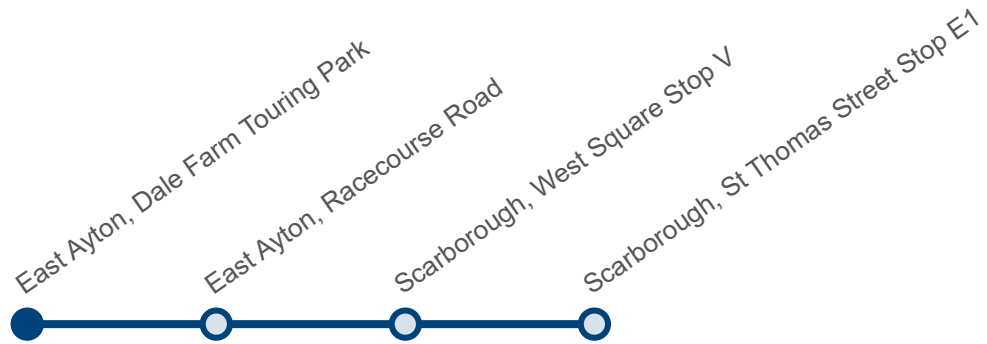 East Ayton, Dale Farm Touring Park
East Ayton, Racecourse Road
Scarborough, West Square Stop V
Scarborough, St Thomas Street Stop E1